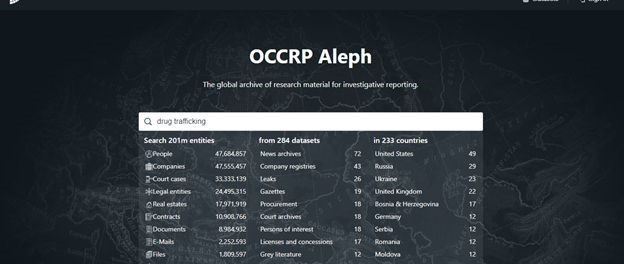 OCCRP Aleph
The global archive of research material for investigative reporting.
drug trafficking
Search 201m entities
People 47,684,857
Companies 47,555,457
Court cases 33,333,139
Legal entities 24,495,315
Real estates 17,971,919
Contracts 10,908,766
Documents 8,984,932
E-Mails 2,252,593
Files 1,809,597
from 284 datasets
News archives 72
Company registries 43
Leaks 26
Gazettes 19
Procurement 18
Court archives 18
Persons of interest 18
Licenses and concessions 17
Grey literature 12
in 233 countries
United States 49
Russia 29
Ukraine 23
United Kingdom 22
Bosnia & Herzegovina 17
Germany 12
Serbia 12
Romania 12
Moldova 12